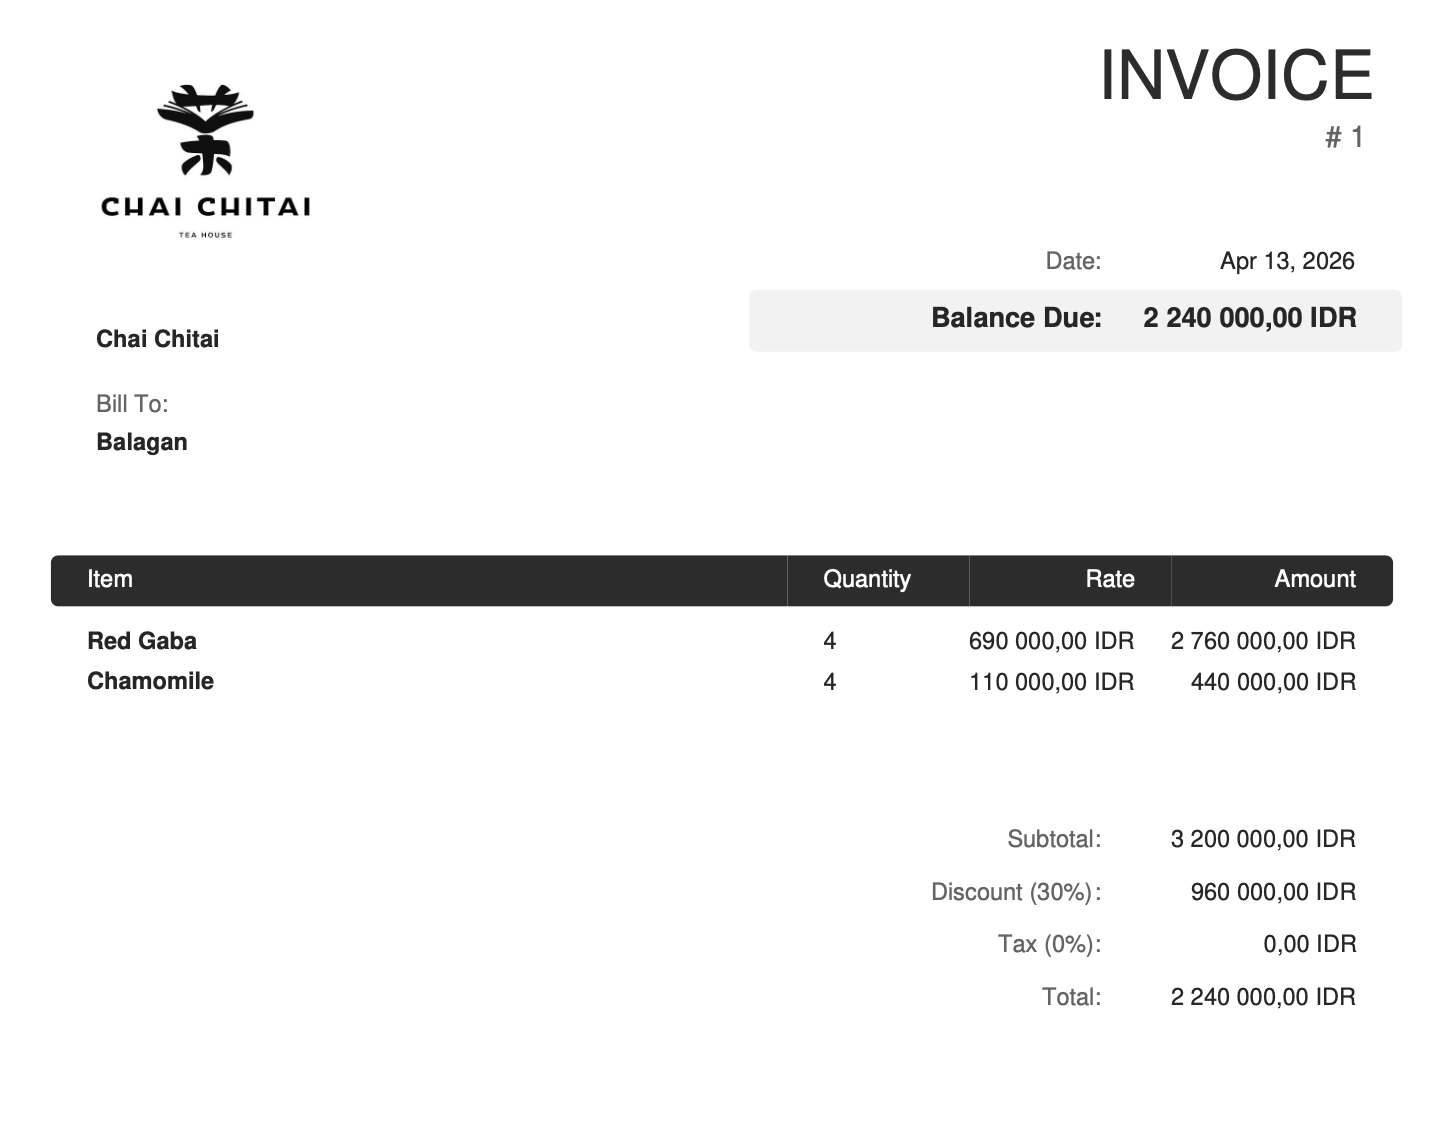 INVOICE
# 1
CHAI CHITAI
TEA HOUSE
Date: Apr 13, 2026
Balance Due: 2 240 000,00 IDR
Chai Chitai
Bill To:
Balagan
Item Quantity Rate Amount
Red Gaba 4 690 000,00 IDR 2 760 000,00 IDR
Chamomile 4 110 000,00 IDR 440 000,00 IDR
Subtotal: 3 200 000,00 IDR
Discount (30%): 960 000,00 IDR
Tax (0%): 0,00 IDR
Total: 2 240 000,00 IDR